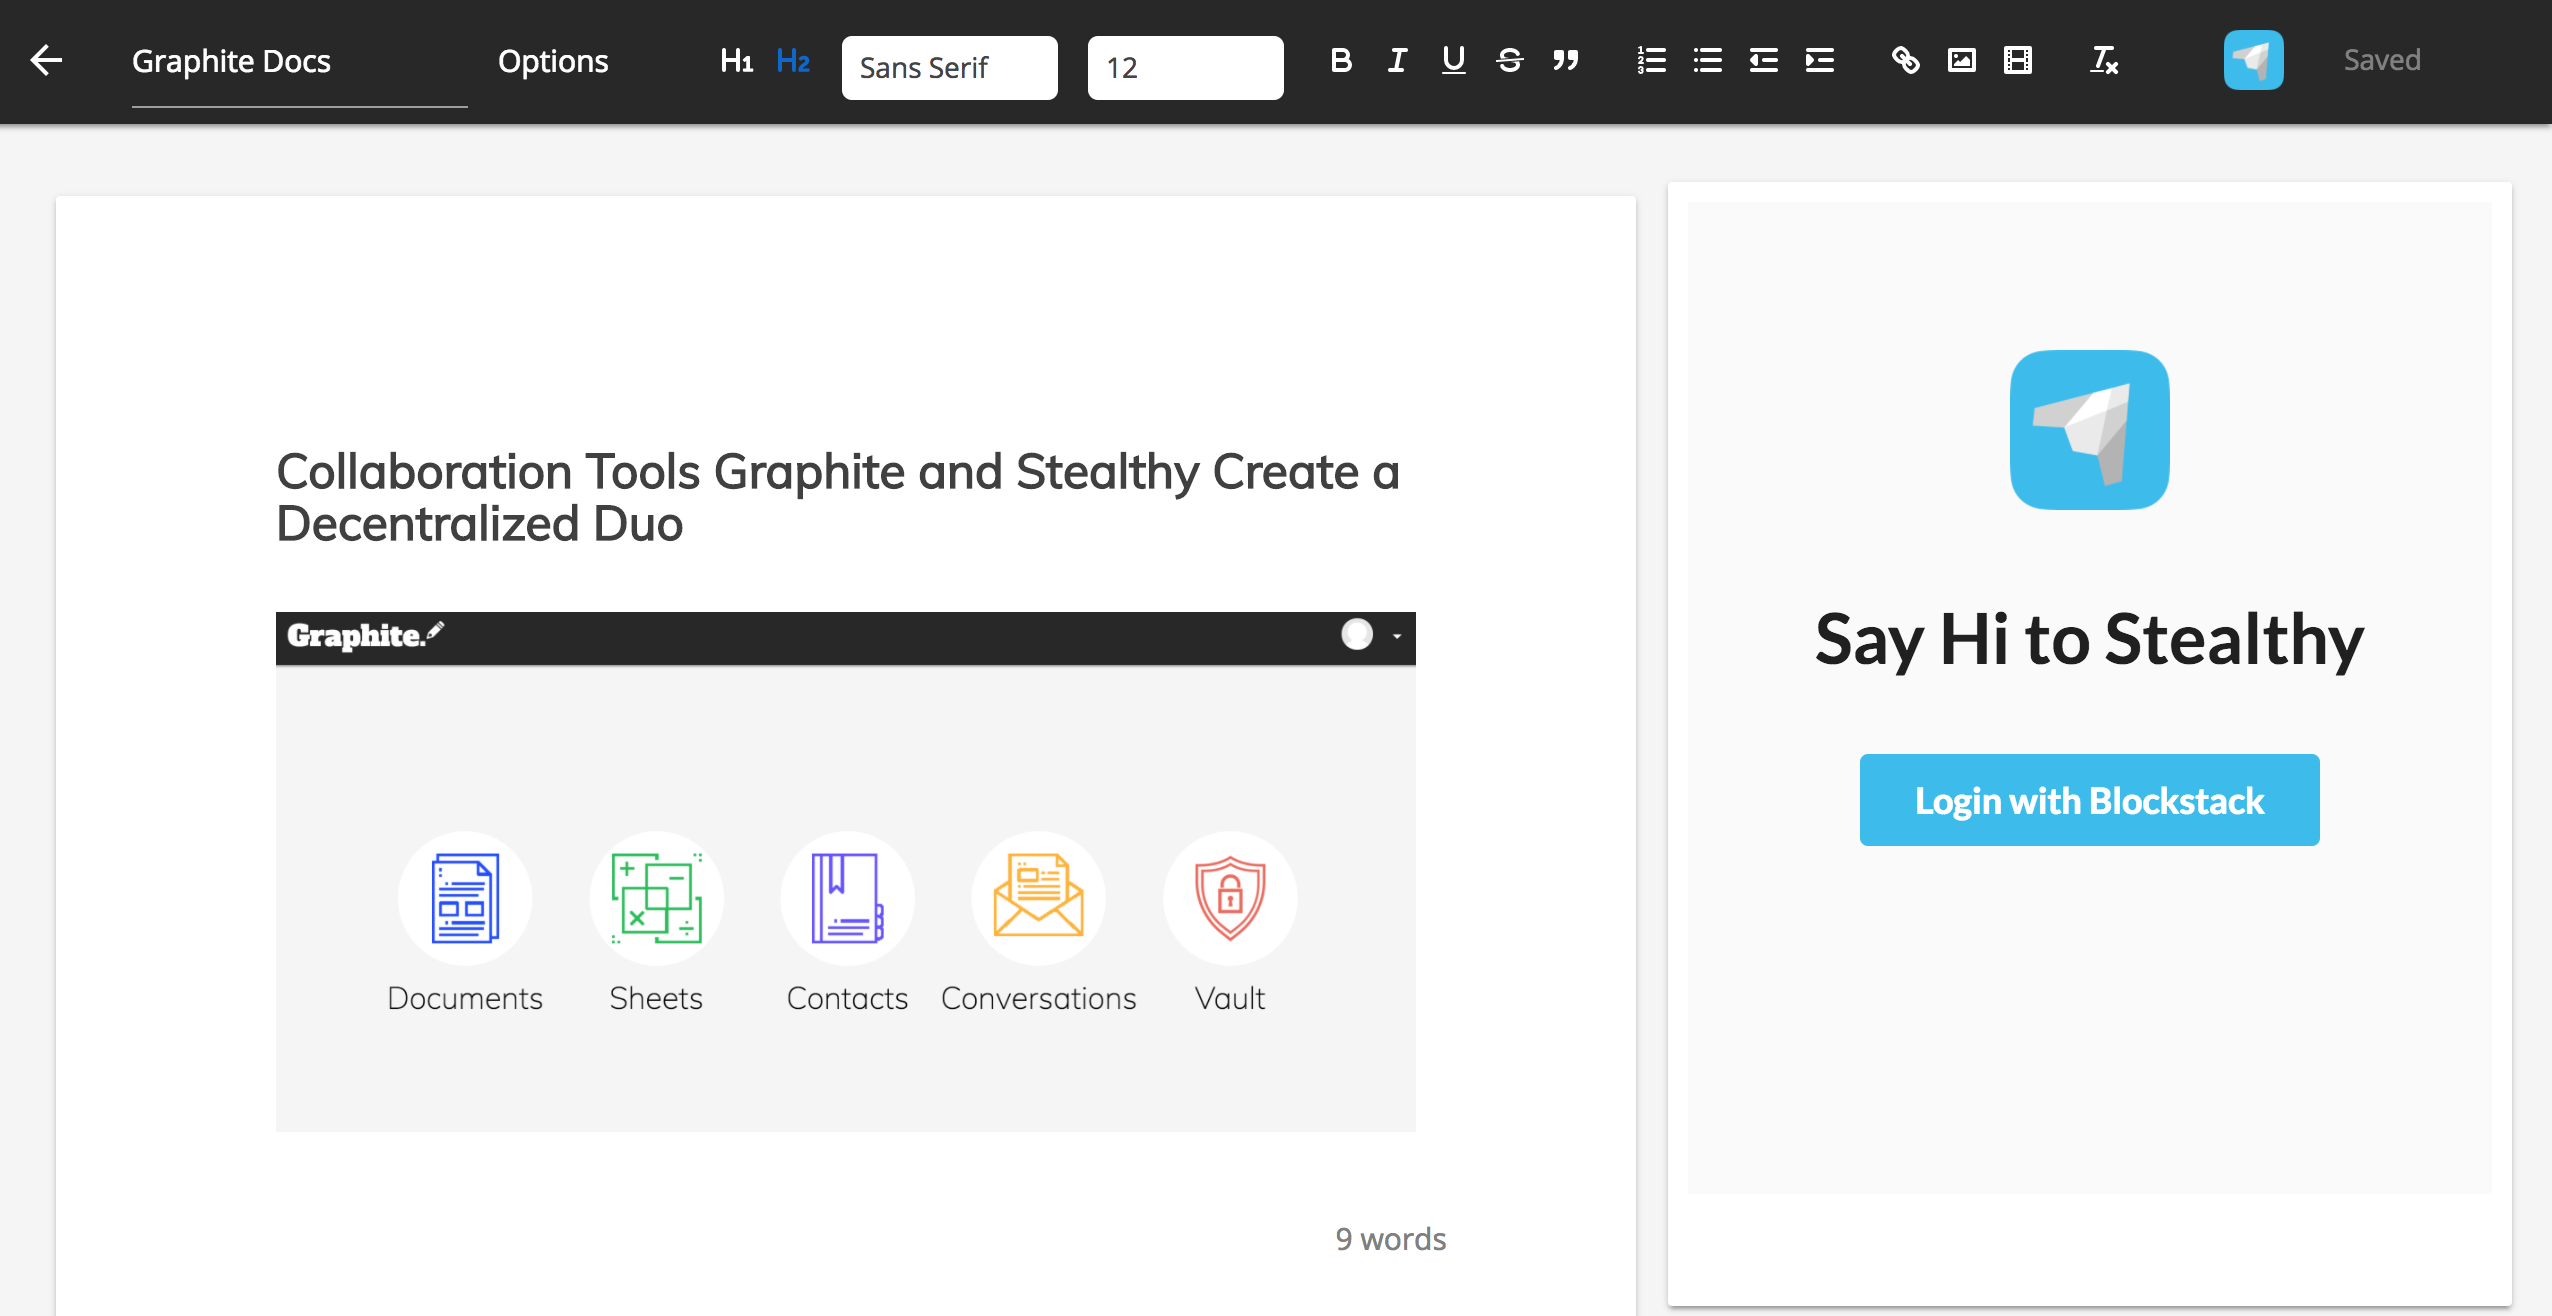 Graphite Docs
Options
H1
H2
Sans Serif
12
B I U S
Saved
Collaboration Tools Graphite and Stealthy Create a
Decentralized Duo
Graphite.
Documents
Sheets
Contacts
Conversations
Vault
9 words
Say Hi to Stealthy
Login with Blockstack